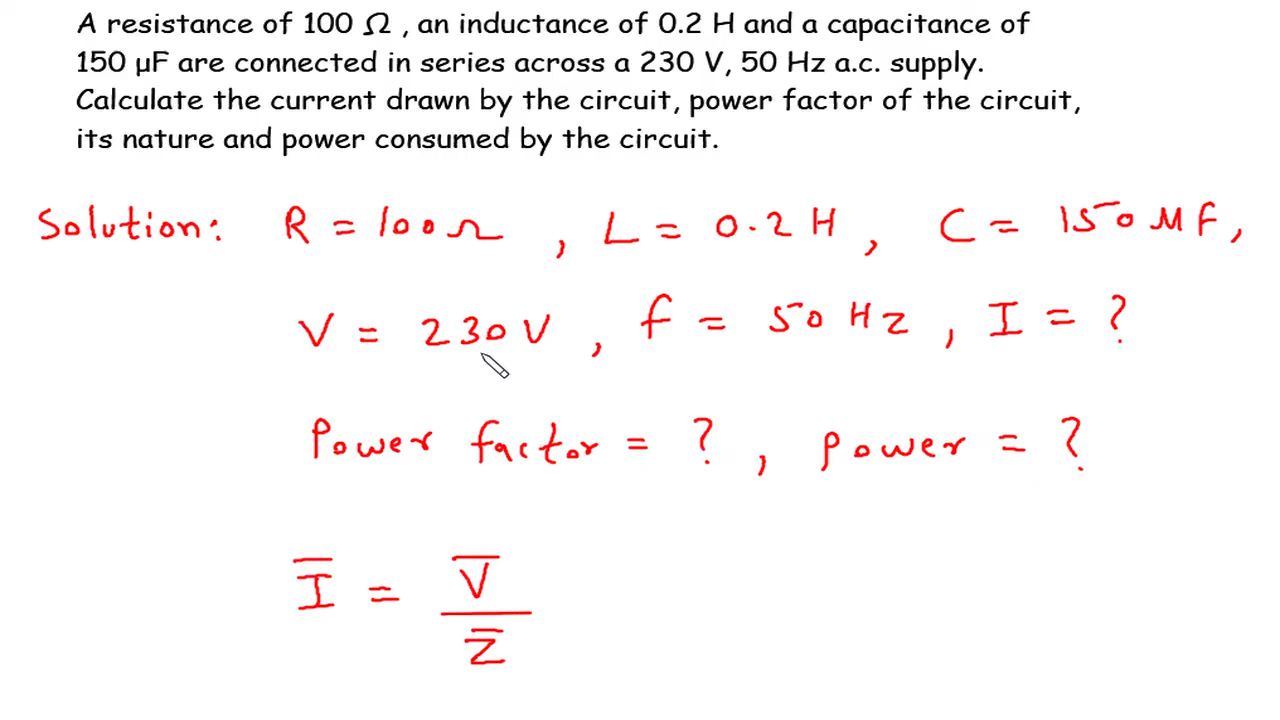 A resistance of 100 Ω , an inductance of 0.2 H and a capacitance of
150 μF are connected in series across a 230 V, 50 Hz a.c. supply.
Calculate the current drawn by the circuit, power factor of the circuit,
its nature and power consumed by the circuit.
Solution: R = 100 Ω , L = 0.2 H , C = 150 μF ,
V = 230 V , f = 50 Hz , I = ?
Power factor = ? , power = ?
I̅ = V̅ / Z̅